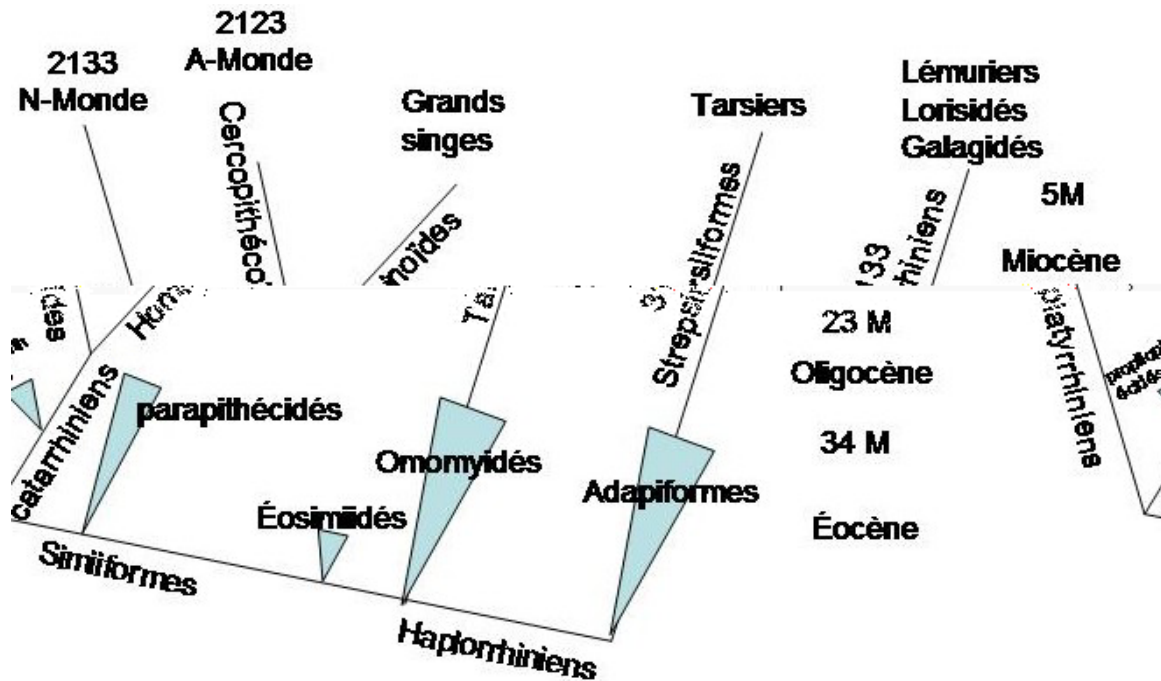 2133
N-Monde
2123
A-Monde
Grands
singes
Tarsiers
Lémuriers
Lorisidés
Galagidés
5M
Miocène
23 M
Oligocène
34 M
Éocène
platyrrhiniens
catarrhiniens
parapithécidés
Omomyidés
Adapiformes
Éosimiidés
Simiiformes
Haplorrhiniens